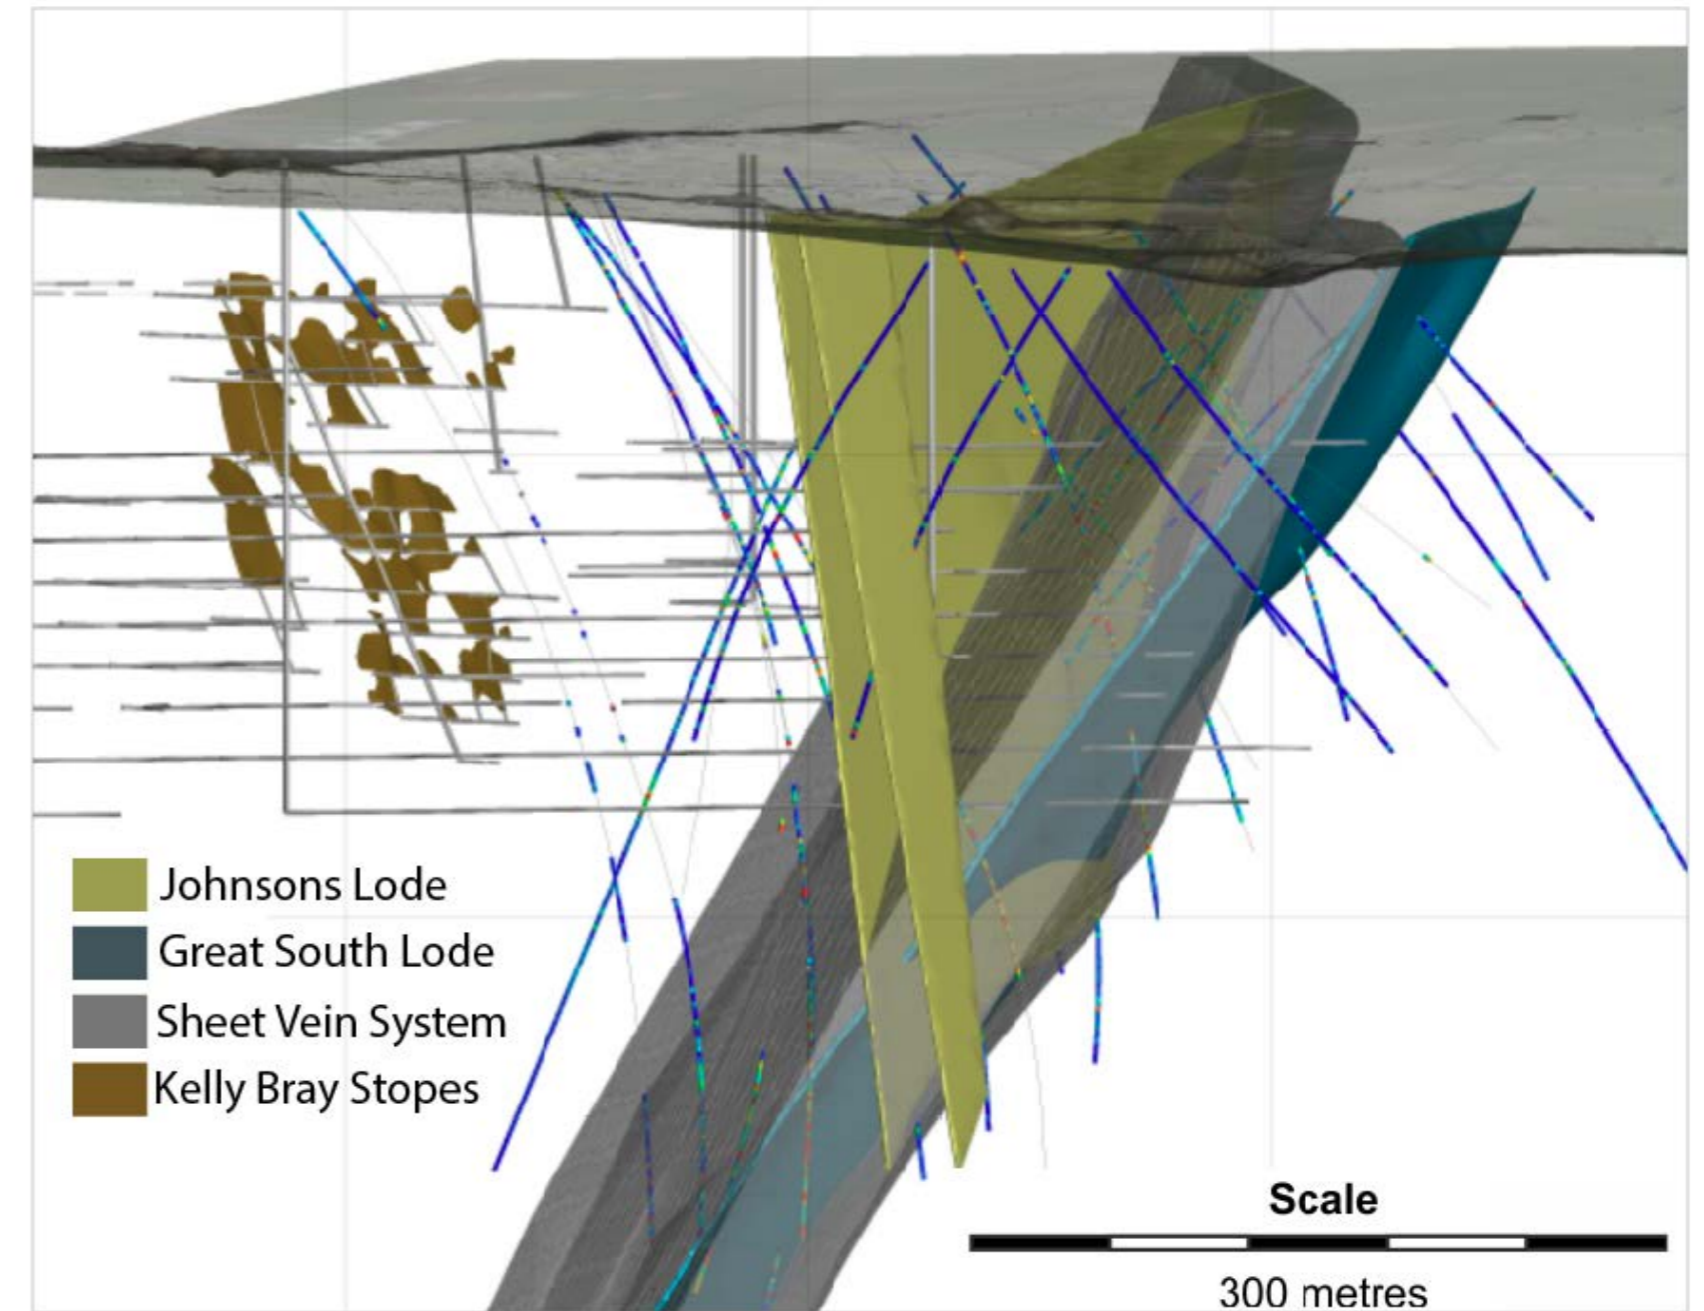 Johnsons Lode
Great South Lode
Sheet Vein System
Kelly Bray Stopes
Scale
300 metres